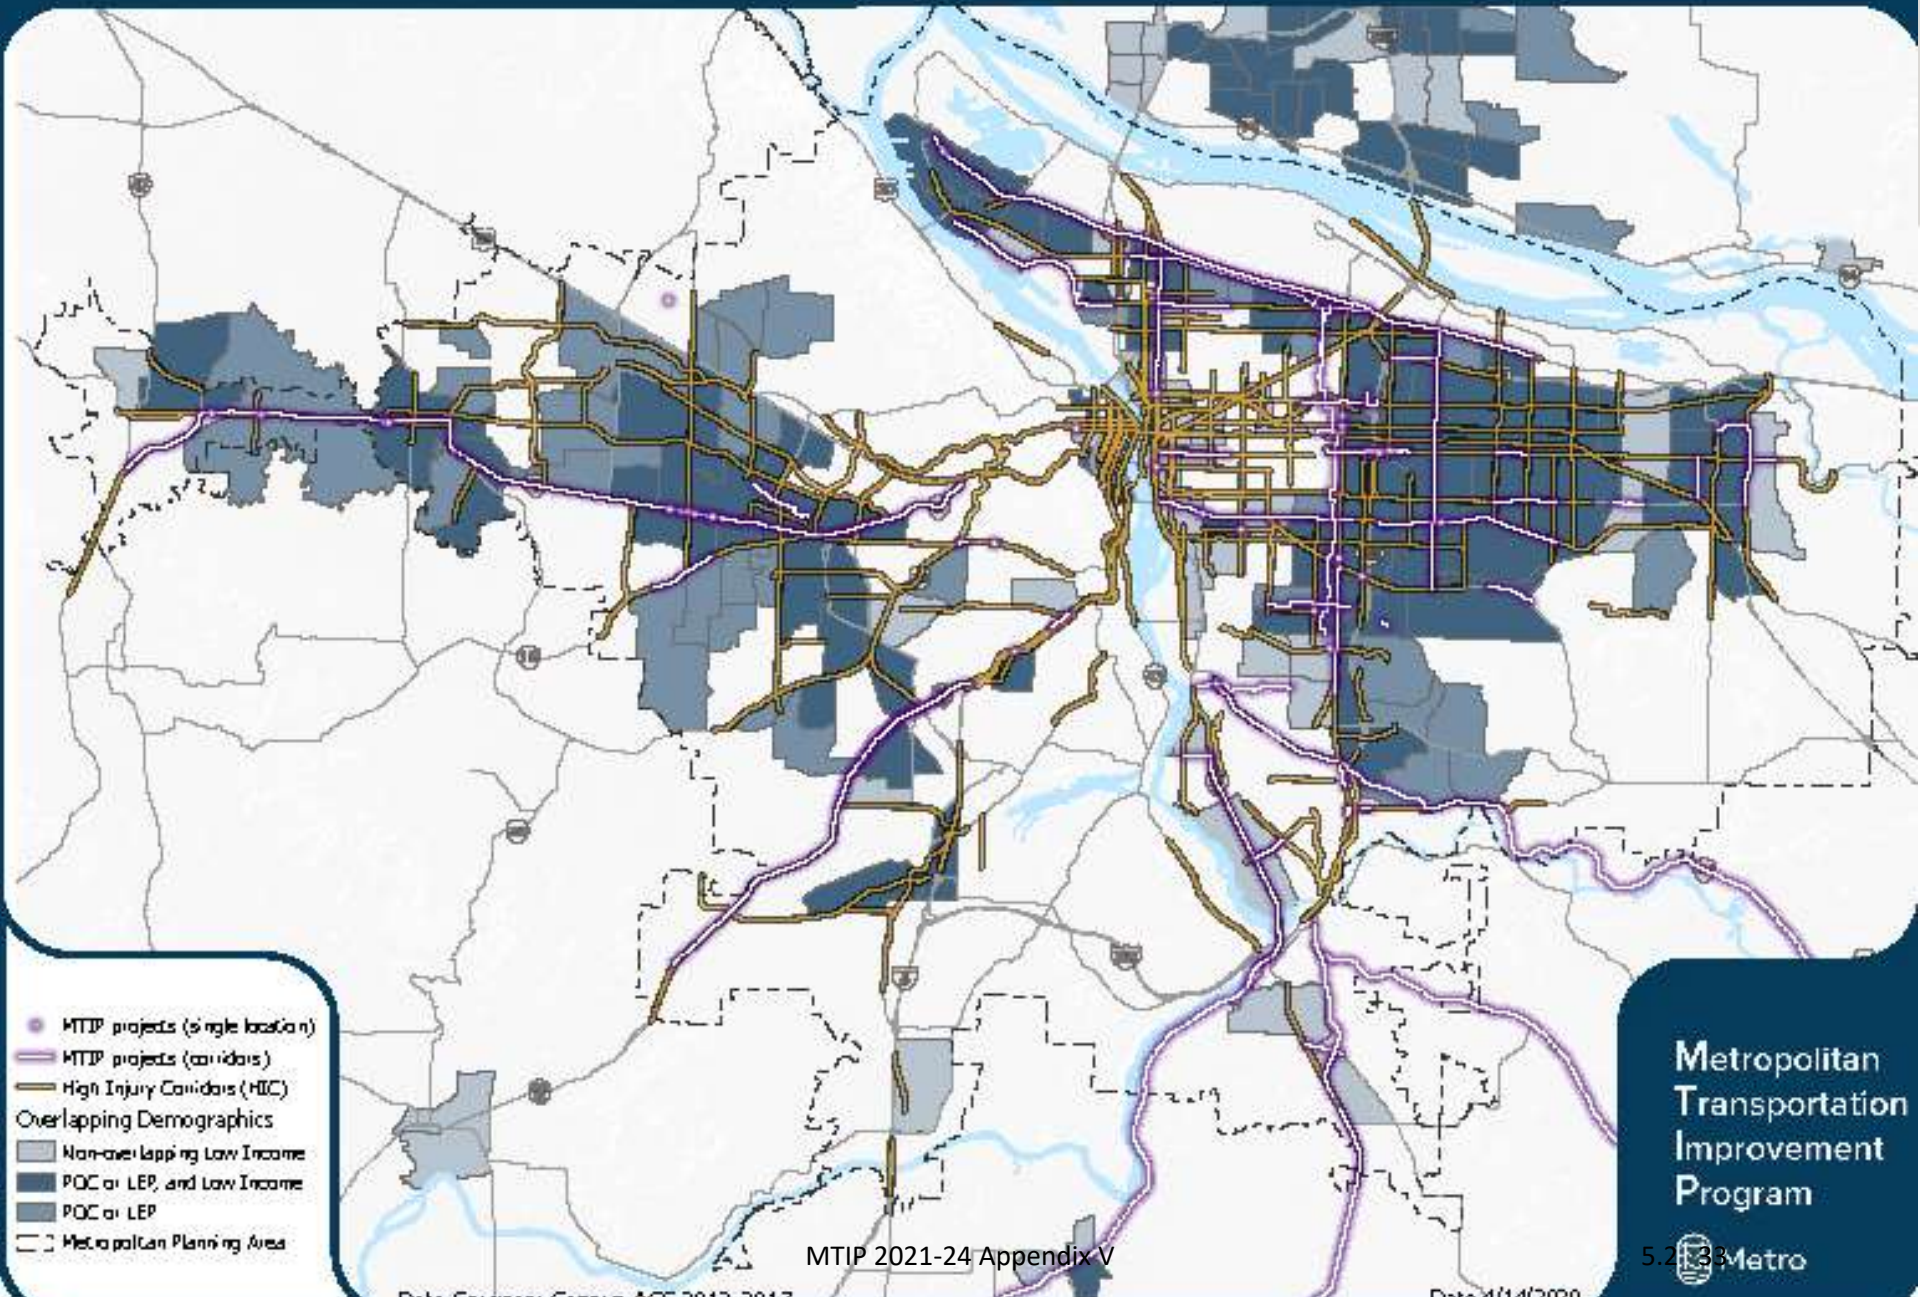 MTIP projects (single location)
MTIP projects (corridors)
High Injury Corridors (HIC)
Overlapping Demographics
Non-overlapping Low Income
POC or LEP, and Low Income
POC or LEP
Metropolitan Planning Area
Metropolitan
Transportation
Improvement
Program
Metro
MTIP 2021-24 Appendix V